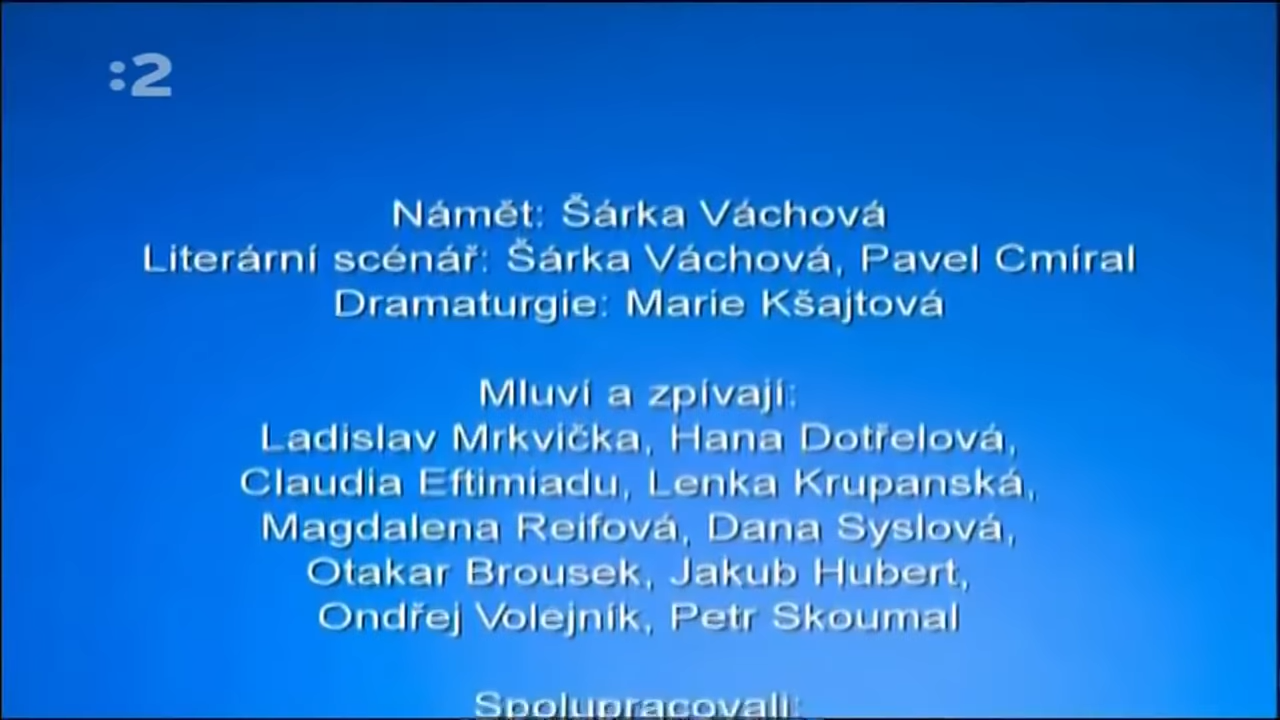 :2
Námět: Šárka Váchová
Literární scénář: Šárka Váchová, Pavel Cmíral
Dramaturgie: Marie Kšajtová
Mluví a zpívají:
Ladislav Mrkvička, Hana Dotřelová,
Claudia Eftimiadu, Lenka Krupanská,
Magdalena Reifová, Dana Syslová,
Otakar Brousek, Jakub Hubert,
Ondřej Volejník, Petr Skoumal
Spolupracovali: